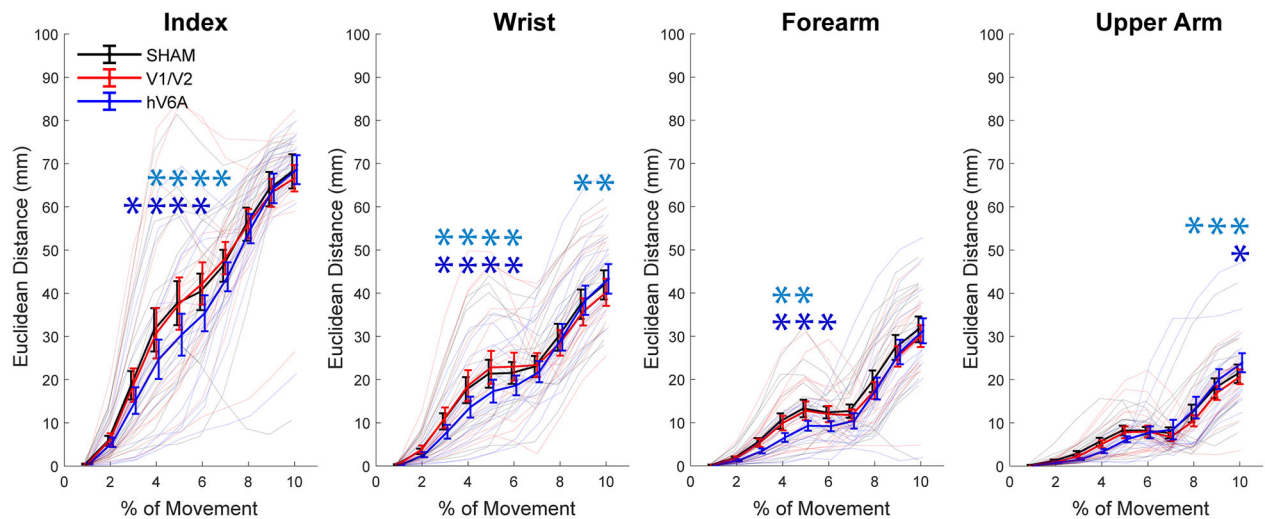 Index
Wrist
Forearm
Upper Arm
SHAM
V1/V2
hV6A
Euclidean Distance (mm)
100
90
80
70
60
50
40
30
20
10
0
0 2 4 6 8 10
% of Movement
* * * *
* * * *
Euclidean Distance (mm)
100
90
80
70
60
50
40
30
20
10
0
0 2 4 6 8 10
% of Movement
* *
* * * *
* * * *
Euclidean Distance (mm)
100
90
80
70
60
50
40
30
20
10
0
0 2 4 6 8 10
% of Movement
* *
* * *
Euclidean Distance (mm)
100
90
80
70
60
50
40
30
20
10
0
0 2 4 6 8 10
% of Movement
* * *
*